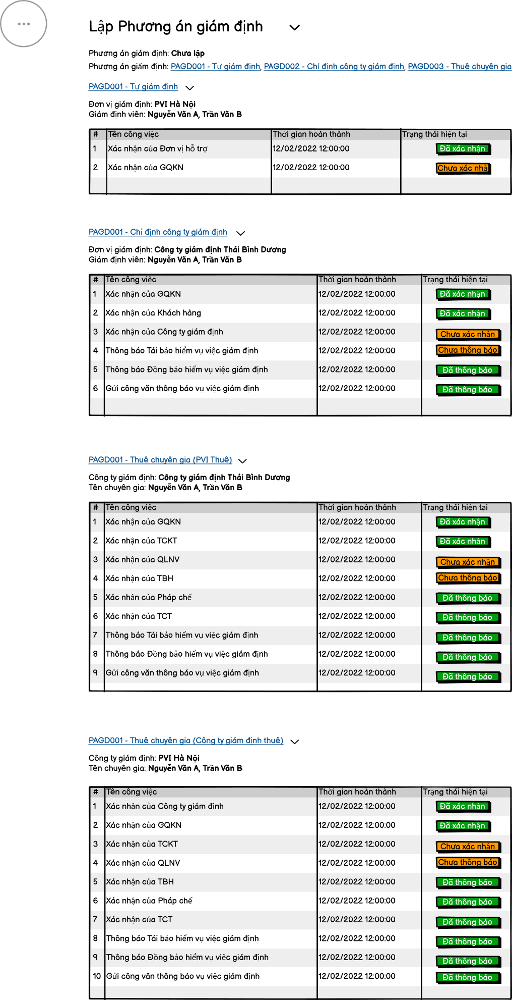 Lập Phương án giám định
Phương án giám định: Chưa lập
Phương án giấm định: PAGD001 - Tự giám định, PAGD002 - Chỉ định công ty giám định, PAGD003 - Thuê chuyên gia
PAGD001 - Tự giám định
Đơn vị giám định: PVI Hà Nội
Giám định viên: Nguyễn Văn A, Trần Văn B
# Tên công việc Thời gian hoàn thành Trạng thái hiện tại
1 Xác nhận của Đơn vị hỗ trợ 12/02/2022 12:00:00 Đã xác nhận
2 Xác nhận của GQKN 12/02/2022 12:00:00 Chưa xác nhậ
PAGD001 - Chỉ định công ty giám định
Đơn vị giám định: Công ty giám định Thái Bình Dương
Giám định viên: Nguyễn Văn A, Trần Văn B
# Tên công việc Thời gian hoàn thành Trạng thái hiện tại
1 Xác nhận của GQKN 12/02/2022 12:00:00 Đã xác nhận
2 Xác nhận của Khách hàng 12/02/2022 12:00:00 Đã xác nhận
3 Xác nhận của Công ty giám định 12/02/2022 12:00:00 Chưa xác nhận
4 Thông báo Tái bảo hiểm vụ việc giám định 12/02/2022 12:00:00 Chưa thông báo
5 Thông báo Đồng bảo hiểm vụ việc giám định 12/02/2022 12:00:00 Đã thông báo
6 Gửi công văn thông báo vụ việc giám định 12/02/2022 12:00:00 Đã thông báo
PAGD001 - Thuê chuyên gia (PVI Thuê)
Công ty giám định: Công ty giám định Thái Bình Dương
Tên chuyên gia: Nguyễn Văn A, Trần Văn B
# Tên công việc Thời gian hoàn thành Trạng thái hiện tại
1 Xác nhận của GQKN 12/02/2022 12:00:00 Đã xác nhận
2 Xác nhận của TCKT 12/02/2022 12:00:00 Đã xác nhận
3 Xác nhận của QLNV 12/02/2022 12:00:00 Chưa xác nhận
4 Xác nhận của TBH 12/02/2022 12:00:00 Chưa thông báo
5 Xác nhận của Pháp chế 12/02/2022 12:00:00 Đã thông báo
6 Xác nhận của TCT 12/02/2022 12:00:00 Đã thông báo
7 Thông báo Tái bảo hiểm vụ việc giám định 12/02/2022 12:00:00 Đã thông báo
8 Thông báo Đồng bảo hiểm vụ việc giám định 12/02/2022 12:00:00 Đã thông báo
9 Gửi công văn thông báo vụ việc giám định 12/02/2022 12:00:00 Đã thông báo
PAGD001 - Thuê chuyên gia (Công ty giám định thuê)
Công ty giám định: PVI Hà Nội
Tên chuyên gia: Nguyễn Văn A, Trần Văn B
# Tên công việc Thời gian hoàn thành Trạng thái hiện tại
1 Xác nhận của Công ty giám định 12/02/2022 12:00:00 Đã xác nhận
2 Xác nhận của GQKN 12/02/2022 12:00:00 Đã xác nhận
3 Xác nhận của TCKT 12/02/2022 12:00:00 Chưa xác nhận
4 Xác nhận của QLNV 12/02/2022 12:00:00 Chưa thông báo
5 Xác nhận của TBH 12/02/2022 12:00:00 Đã thông báo
6 Xác nhận của Pháp chế 12/02/2022 12:00:00 Đã thông báo
7 Xác nhận của TCT 12/02/2022 12:00:00 Đã thông báo
8 Thông báo Tái bảo hiểm vụ việc giám định 12/02/2022 12:00:00 Đã thông báo
9 Thông báo Đồng bảo hiểm vụ việc giám định 12/02/2022 12:00:00 Đã thông báo
10 Gửi công văn thông báo vụ việc giám định 12/02/2022 12:00:00 Đã thông báo